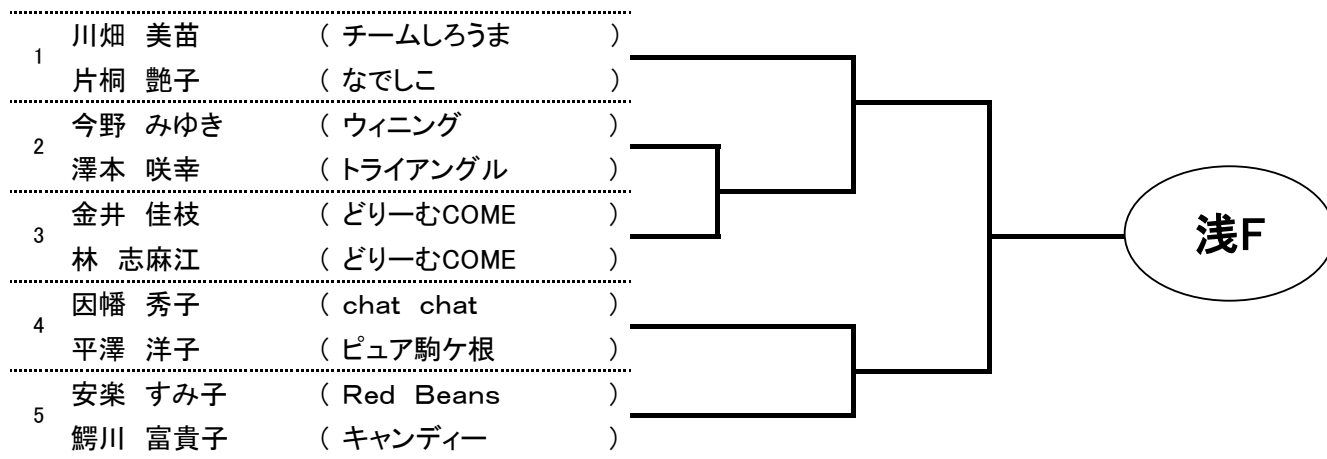 1 川畑 美苗 ( チームしろうま )
片桐 艶子 ( なでしこ )
2 今野 みゆき ( ウィニング )
澤本 咲幸 ( トライアングル )
3 金井 佳枝 ( どりーむCOME )
林 志麻江 ( どりーむCOME )
4 因幡 秀子 ( chat chat )
平澤 洋子 ( ピュア駒ケ根 )
5 安楽 すみ子 ( Red Beans )
鰐川 富貴子 ( キャンディー )
浅F